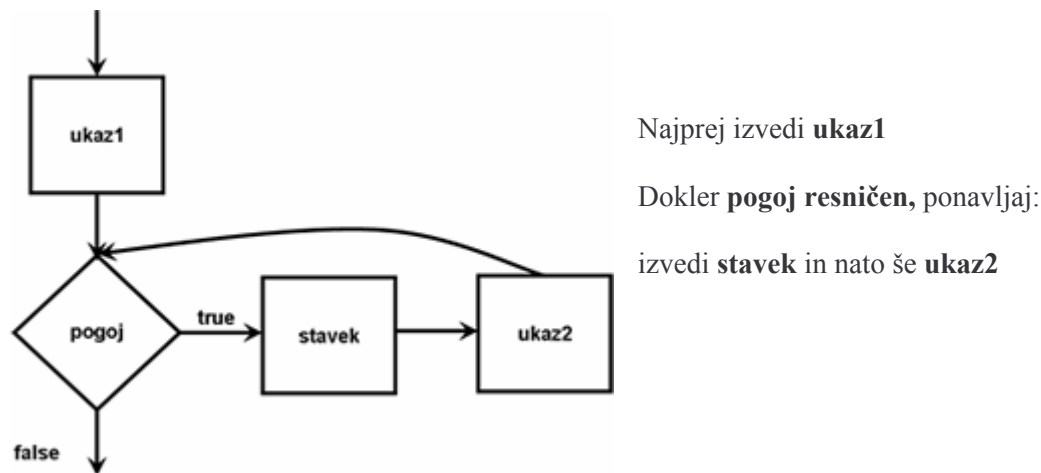 ukaz1
pogoj
true
stavek
ukaz2
false
Najprej izvedi ukaz1
Dokler pogoj resničen, ponavljaj:
izvedi stavek in nato še ukaz2